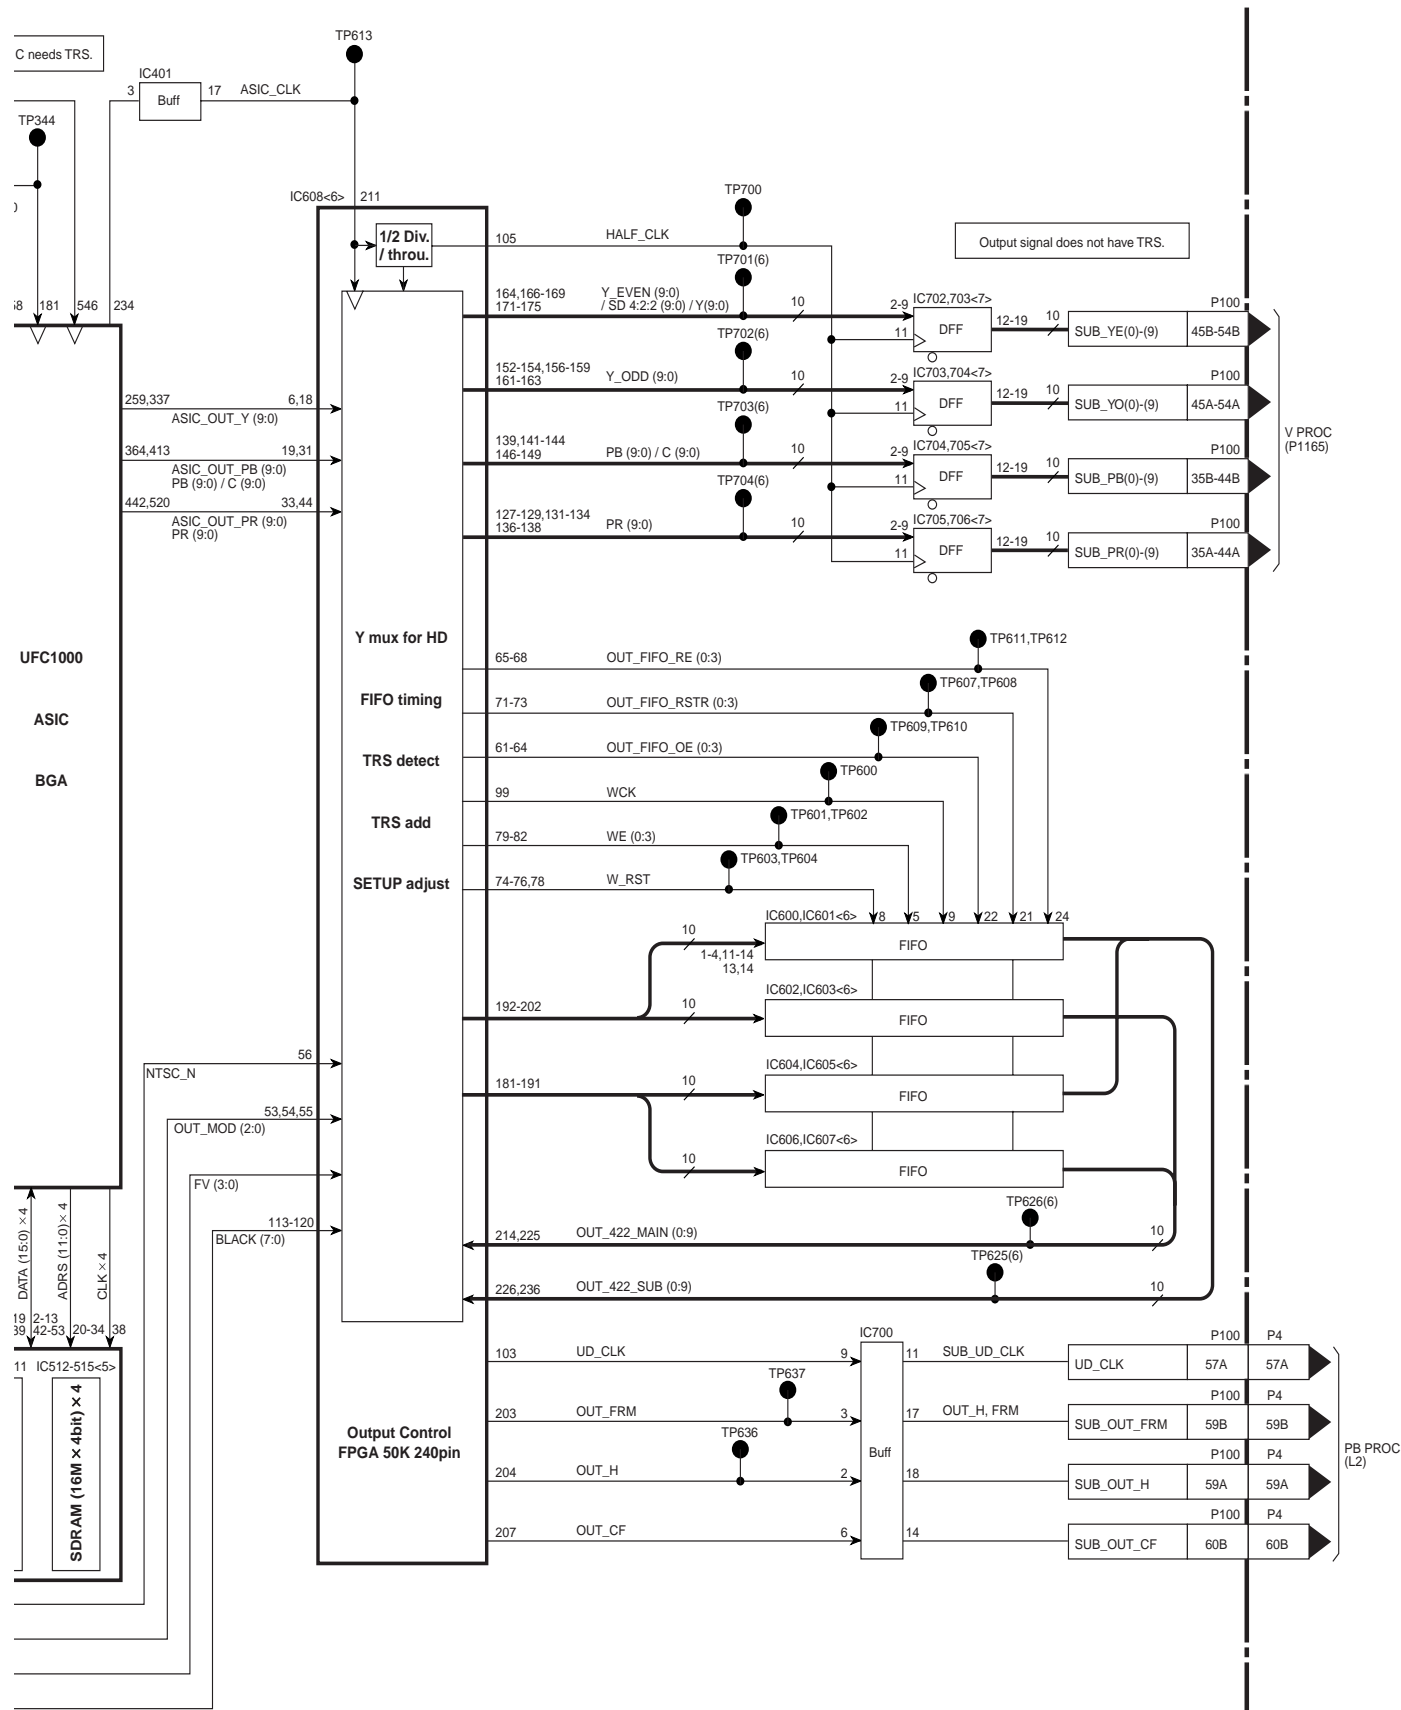 TP613
C needs TRS.
IC401
3
Buff
17
ASIC_CLK
TP344
IC608<6>
211
TP700
1/2 Div.
/ throu.
105
HALF_CLK
Output signal does not have TRS.
TP701(6)
181
546
234
164,166-169
171-175
Y_EVEN (9:0)
/ SD 4:2:2 (9:0) / Y(9:0)
10
2-9
IC702,703<7>
11
DFF
12-19
10
SUB_YE(0)-(9)
P100
45B-54B
TP702(6)
152-154,156-159
161-163
Y_ODD (9:0)
10
2-9
IC703,704<7>
11
DFF
12-19
10
SUB_YO(0)-(9)
P100
45A-54A
259,337
6,18
ASIC_OUT_Y (9:0)
TP703(6)
139,141-144
146-149
PB (9:0) / C (9:0)
10
2-9
IC704,705<7>
11
DFF
12-19
10
SUB_PB(0)-(9)
P100
35B-44B
V PROC
(P1165)
364,413
19,31
ASIC_OUT_PB (9:0)
PB (9:0) / C (9:0)
TP704(6)
442,520
33,44
ASIC_OUT_PR (9:0)
PR (9:0)
127-129,131-134
136-138
PR (9:0)
10
2-9
IC705,706<7>
11
DFF
12-19
10
SUB_PR(0)-(9)
P100
35A-44A
UFC1000
ASIC
BGA
Y mux for HD
FIFO timing
TRS detect
TRS add
SETUP adjust
TP611,TP612
65-68
OUT_FIFO_RE (0:3)
TP607,TP608
71-73
OUT_FIFO_RSTR (0:3)
TP609,TP610
61-64
OUT_FIFO_OE (0:3)
TP600
99
WCK
TP601,TP602
79-82
WE (0:3)
TP603,TP604
74-76,78
W_RST
IC600,IC601<6>
8
5
9
22
21
24
10
1-4,11-14
13,14
FIFO
192-202
10
IC602,IC603<6>
FIFO
56
NTSC_N
181-191
10
IC604,IC605<6>
FIFO
53,54,55
OUT_MOD (2:0)
10
IC606,IC607<6>
FIFO
FV (3:0)
113-120
BLACK (7:0)
TP626(6)
214,225
OUT_422_MAIN (0:9)
10
TP625(6)
226,236
OUT_422_SUB (0:9)
10
DATA (15:0) × 4
ADRS (11:0) × 4
CLK × 4
2-13
42-53
20-34
38
IC512-515<5>
SDRAM (16M × 4bit) × 4
Output Control
FPGA 50K 240pin
IC700
Buff
103
UD_CLK
9
11
SUB_UD_CLK
UD_CLK
P100
P4
57A
57A
TP637
203
OUT_FRM
3
17
OUT_H, FRM
SUB_OUT_FRM
P100
P4
59B
59B
TP636
204
OUT_H
2
18
SUB_OUT_H
P100
P4
59A
59A
207
OUT_CF
6
14
SUB_OUT_CF
P100
P4
60B
60B
PB PROC
(L2)